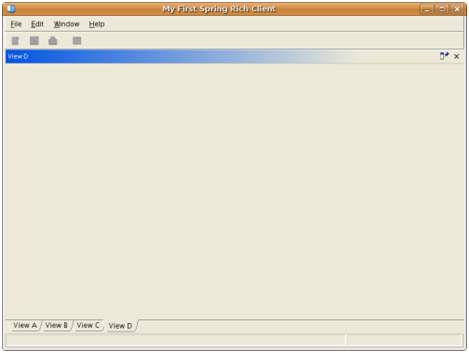 My First Spring Rich Client
File Edit Window Help
View D
View A View B View C View D